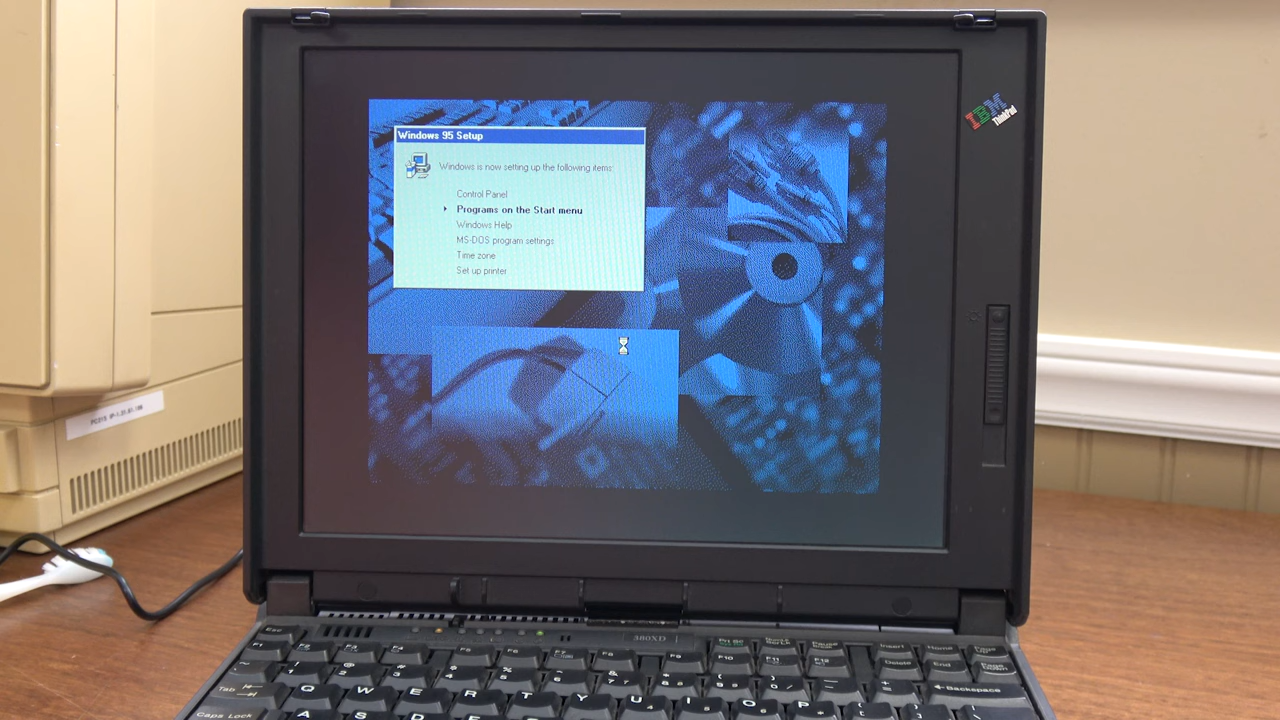 Windows 95 Setup
Windows is now setting up the following items:
Control Panel
Programs on the Start menu
Windows Help
MS-DOS program settings
Time zone
Set up printer
IBM
ThinkPad
380XD
Esc
F1 F2 F3 F4 F5 F6 F7 F8 F9 F10 F11 F12
Insert Home
Delete End
Backspace
Tab Q W E R T Y U I O P
Caps Lock A S D